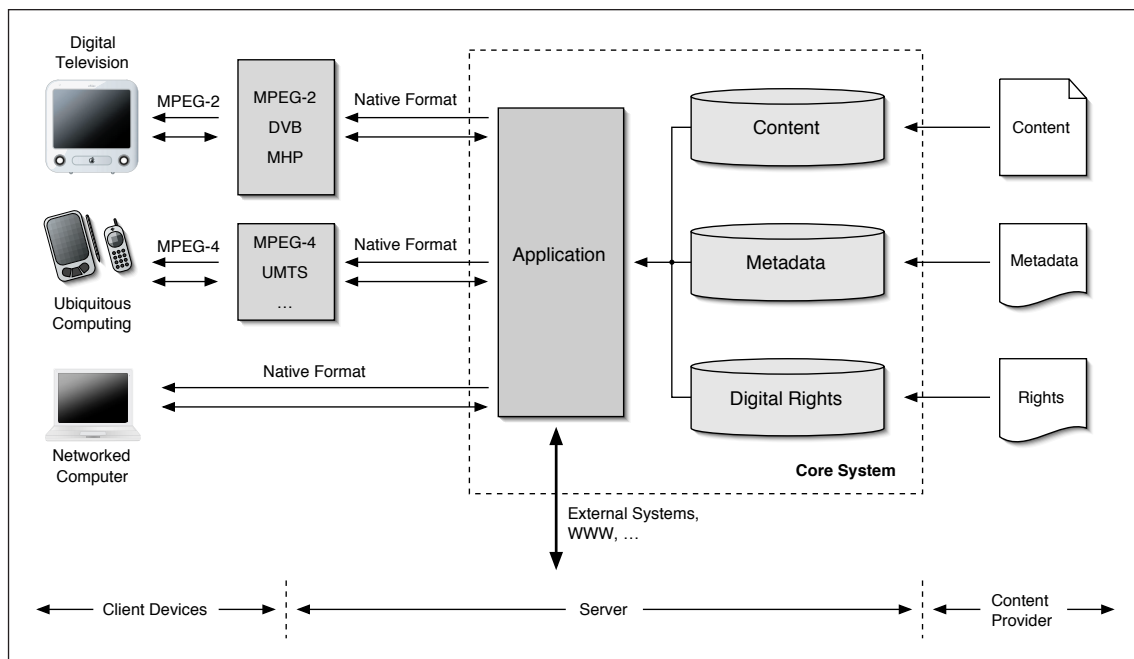 Digital
Television
MPEG-2
MPEG-2
DVB
MHP
Native Format
Application
Content
Content
Ubiquitous
Computing
MPEG-4
MPEG-4
UMTS
…
Native Format
Metadata
Metadata
Networked
Computer
Native Format
Digital Rights
Rights
Core System
External Systems,
WWW, …
Client Devices
Server
Content
Provider